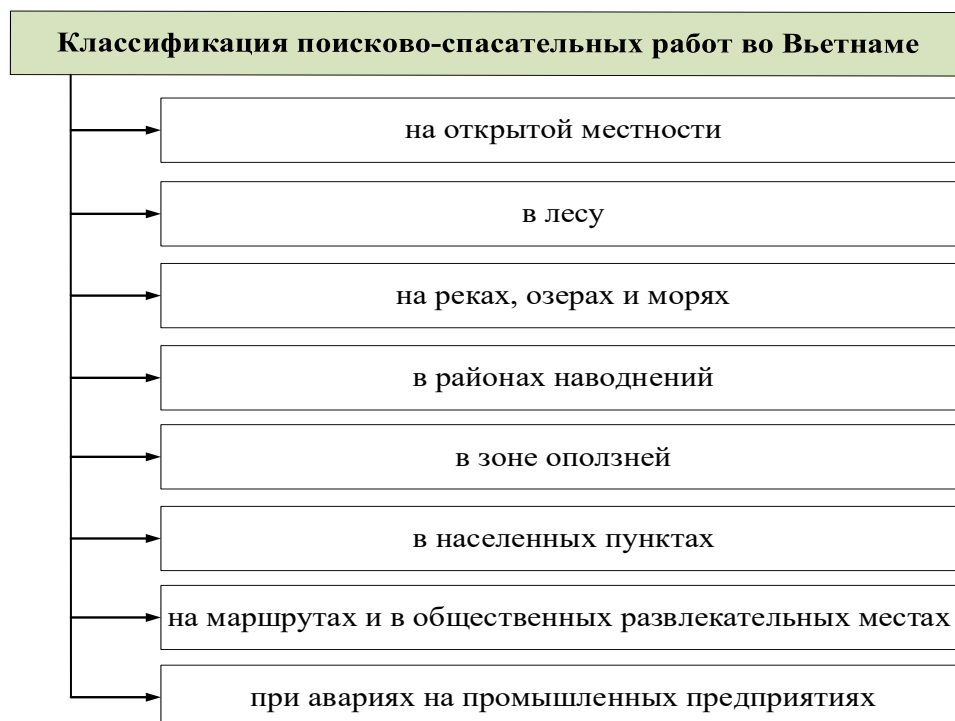 Классификация поисково-спасательных работ во Вьетнаме
на открытой местности
в лесу
на реках, озерах и морях
в районах наводнений
в зоне оползней
в населенных пунктах
на маршрутах и в общественных развлекательных местах
при авариях на промышленных предприятиях